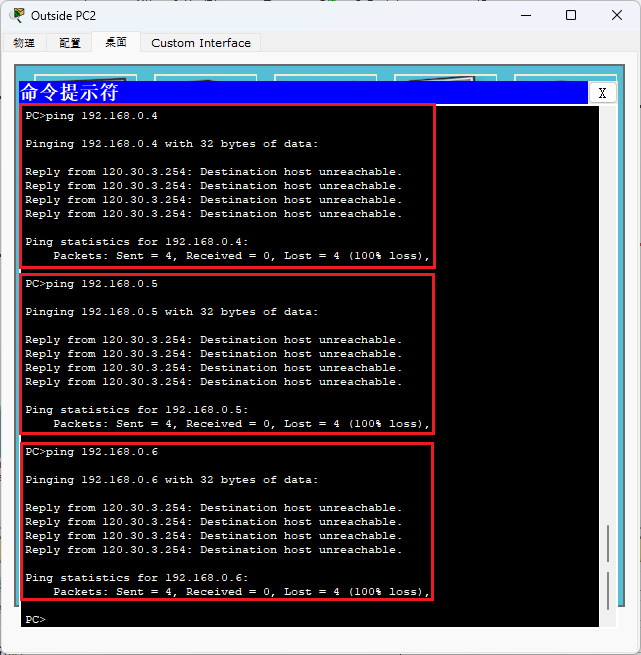 Outside PC2
物理 配置 桌面 Custom Interface
命令提示符 X
PC>ping 192.168.0.4
Pinging 192.168.0.4 with 32 bytes of data:
Reply from 120.30.3.254: Destination host unreachable.
Reply from 120.30.3.254: Destination host unreachable.
Reply from 120.30.3.254: Destination host unreachable.
Reply from 120.30.3.254: Destination host unreachable.
Ping statistics for 192.168.0.4:
Packets: Sent = 4, Received = 0, Lost = 4 (100% loss),
PC>ping 192.168.0.5
Pinging 192.168.0.5 with 32 bytes of data:
Reply from 120.30.3.254: Destination host unreachable.
Reply from 120.30.3.254: Destination host unreachable.
Reply from 120.30.3.254: Destination host unreachable.
Reply from 120.30.3.254: Destination host unreachable.
Ping statistics for 192.168.0.5:
Packets: Sent = 4, Received = 0, Lost = 4 (100% loss),
PC>ping 192.168.0.6
Pinging 192.168.0.6 with 32 bytes of data:
Reply from 120.30.3.254: Destination host unreachable.
Reply from 120.30.3.254: Destination host unreachable.
Reply from 120.30.3.254: Destination host unreachable.
Reply from 120.30.3.254: Destination host unreachable.
Ping statistics for 192.168.0.6:
Packets: Sent = 4, Received = 0, Lost = 4 (100% loss),
PC>